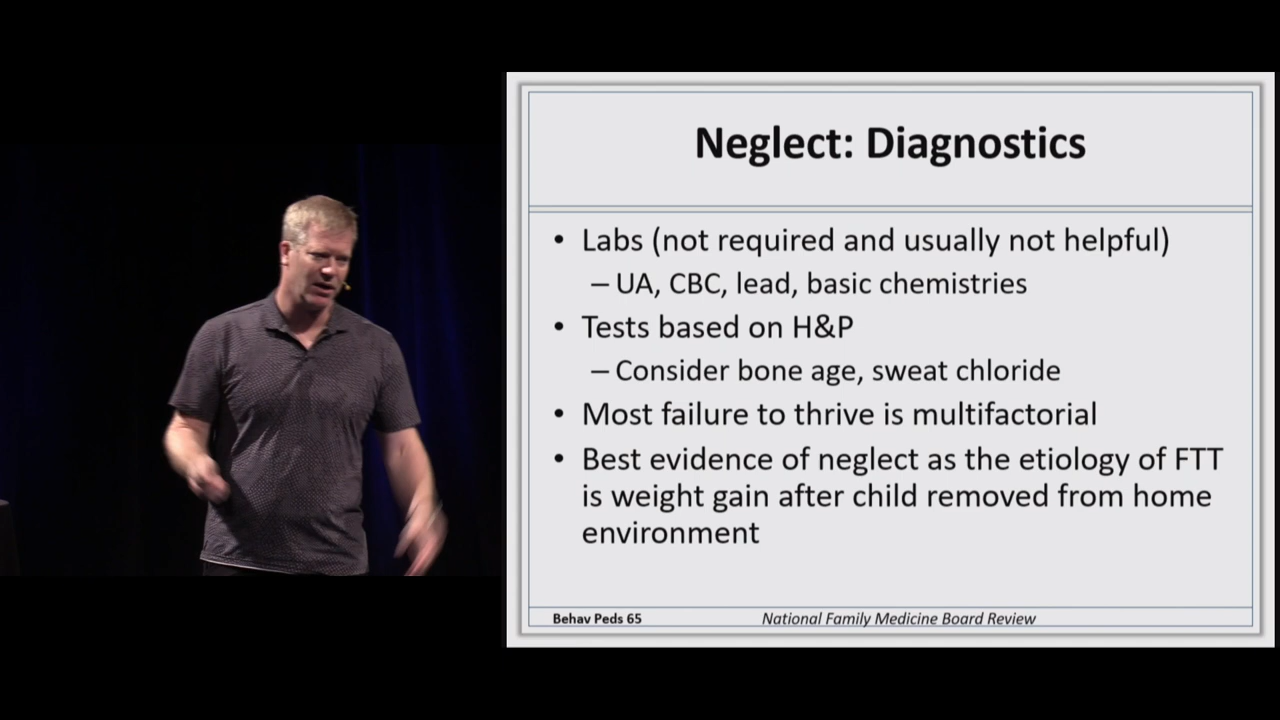 Neglect: Diagnostics
• Labs (not required and usually not helpful)
– UA, CBC, lead, basic chemistries
• Tests based on H&P
– Consider bone age, sweat chloride
• Most failure to thrive is multifactorial
• Best evidence of neglect as the etiology of FTT
is weight gain after child removed from home
environment
Behav Peds 65 National Family Medicine Board Review